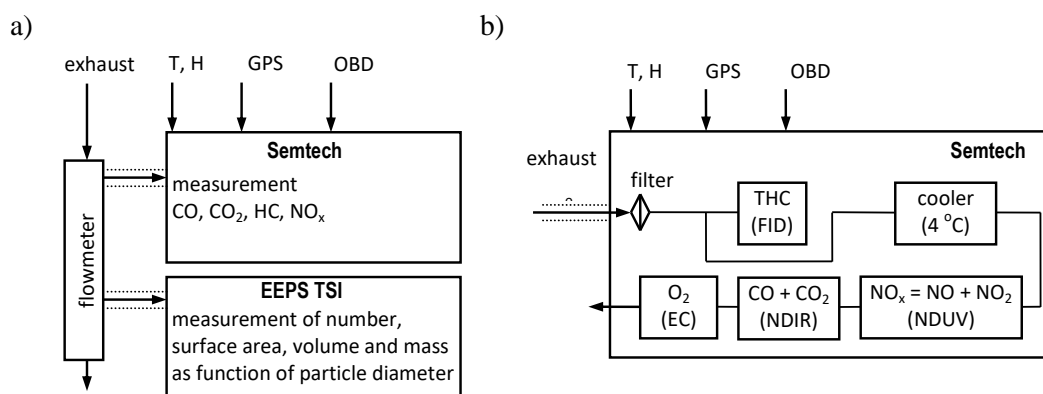 a)
exhaust T, H GPS OBD
Semtech
measurement
CO, CO₂, HC, NOₓ
flowmeter
EEPS TSI
measurement of number,
surface area, volume and mass
as function of particle diameter
b)
T, H GPS OBD
Semtech
exhaust
filter
THC
(FID)
cooler
(4 °C)
O₂
(EC)
CO + CO₂
(NDIR)
NOₓ = NO + NO₂
(NDUV)